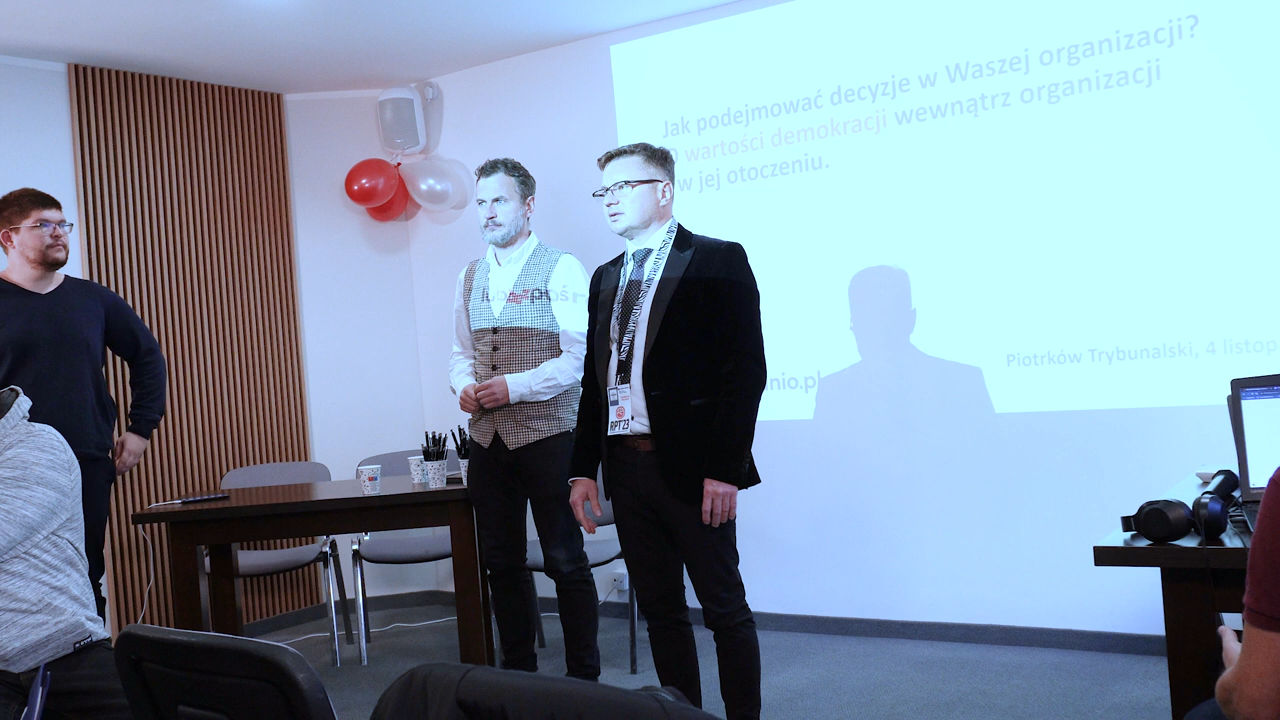 Jak podejmować decyzje w Waszej organizacji?
O wartości demokracji wewnątrz organizacji
w jej otoczeniu.
Piotrków Trybunalski, 4 listop
nio.pl
RPT'23